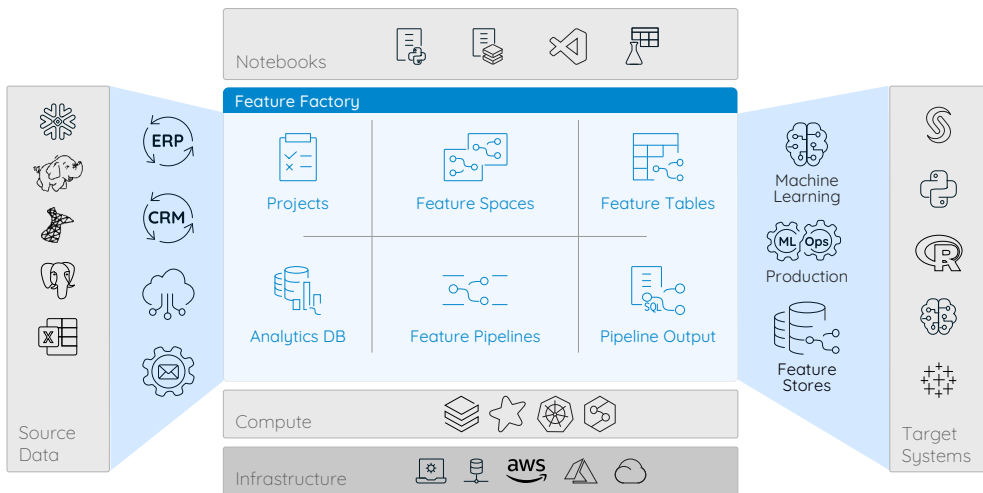 Notebooks
Feature Factory
ERP
CRM
Projects
Feature Spaces
Feature Tables
Analytics DB
Feature Pipelines
SQL
Pipeline Output
Machine
Learning
ML Ops
Production
Feature
Stores
X
R
Source
Data
Compute
Infrastructure
aws
Target
Systems